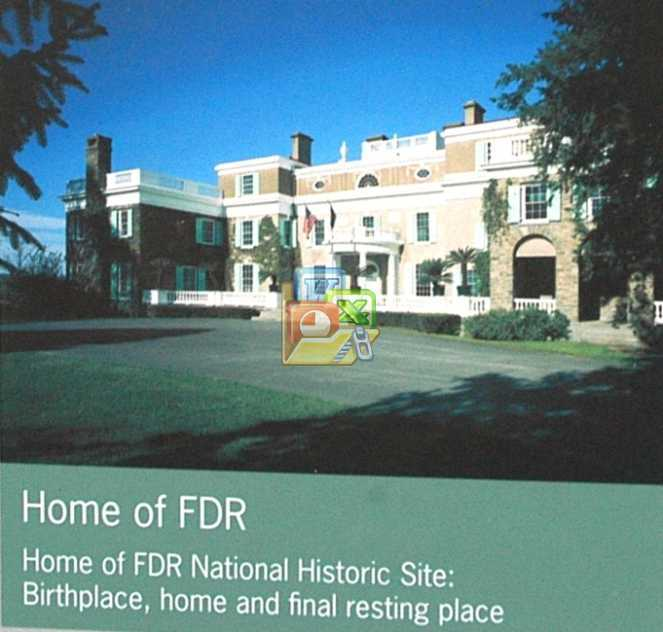 Home of FDR
Home of FDR National Historic Site:
Birthplace, home and final resting place